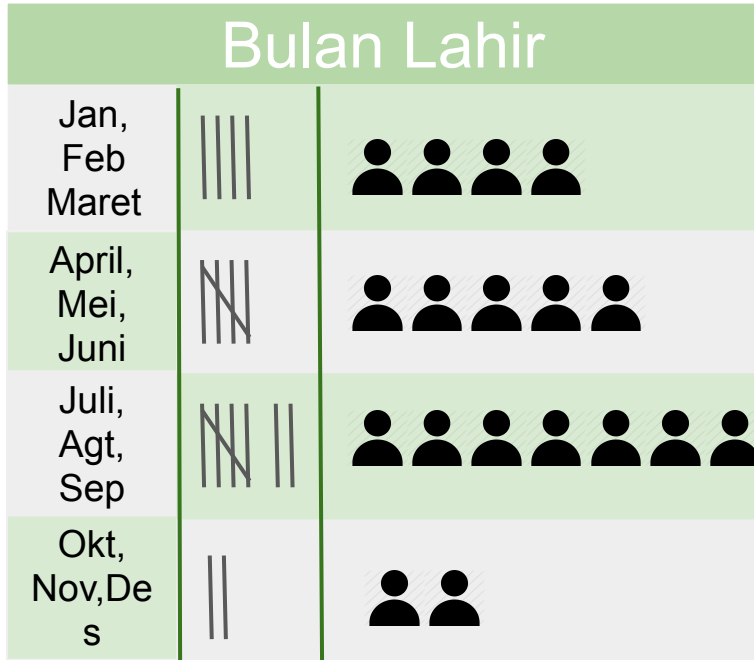 Bulan Lahir
Jan,
Feb
Maret
April,
Mei,
Juni
Juli,
Agt,
Sep
Okt,
Nov,De
s